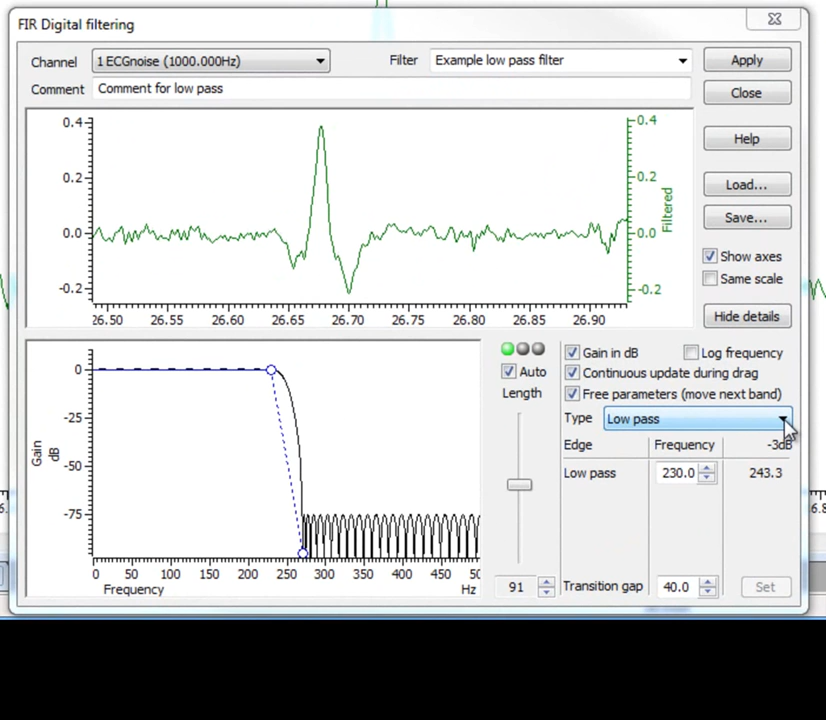 FIR Digital filtering
Channel 1 ECGnoise (1000.000Hz) Filter Example low pass filter Apply
Comment Comment for low pass Close
Help
Load...
Save...
Show axes
Same scale
Hide details
0.4 0.4
0.2 0.2
0.0 0.0
-0.2 -0.2
Filtered
26.50 26.55 26.60 26.65 26.70 26.75 26.80 26.85 26.90
0
-25
-50
-75
Gain
dB
0 50 100 150 200 250 300 350 400 450 50
Frequency Hz
Auto
Length
91
Gain in dB Log frequency
Continuous update during drag
Free parameters (move next band)
Type Low pass
Edge Frequency -3dB
Low pass 230.0 243.3
Transition gap 40.0 Set
6.
6.8